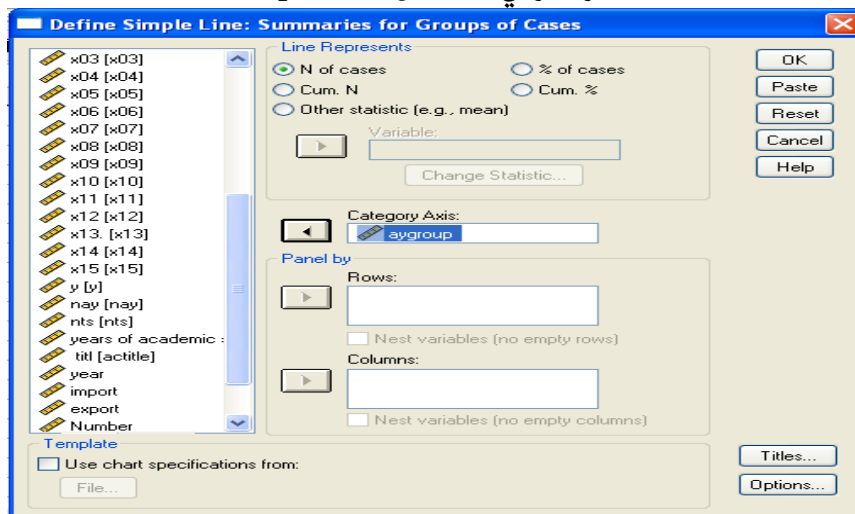 Define Simple Line: Summaries for Groups of Cases
x03 [x03]
x04 [x04]
x05 [x05]
x06 [x06]
x07 [x07]
x08 [x08]
x09 [x09]
x10 [x10]
x11 [x11]
x12 [x12]
x13. [x13]
x14 [x14]
x15 [x15]
y [y]
nay [nay]
nts [nts]
years of academic
titl [actitle]
year
import
export
Number
Line Represents
N of cases
% of cases
Cum. N
Cum. %
Other statistic (e.g., mean)
Variable:
Change Statistic...
Category Axis:
aygroup
Panel by
Rows:
Nest variables (no empty rows)
Columns:
Nest variables (no empty columns)
OK
Paste
Reset
Cancel
Help
Template
Use chart specifications from:
File...
Titles...
Options...